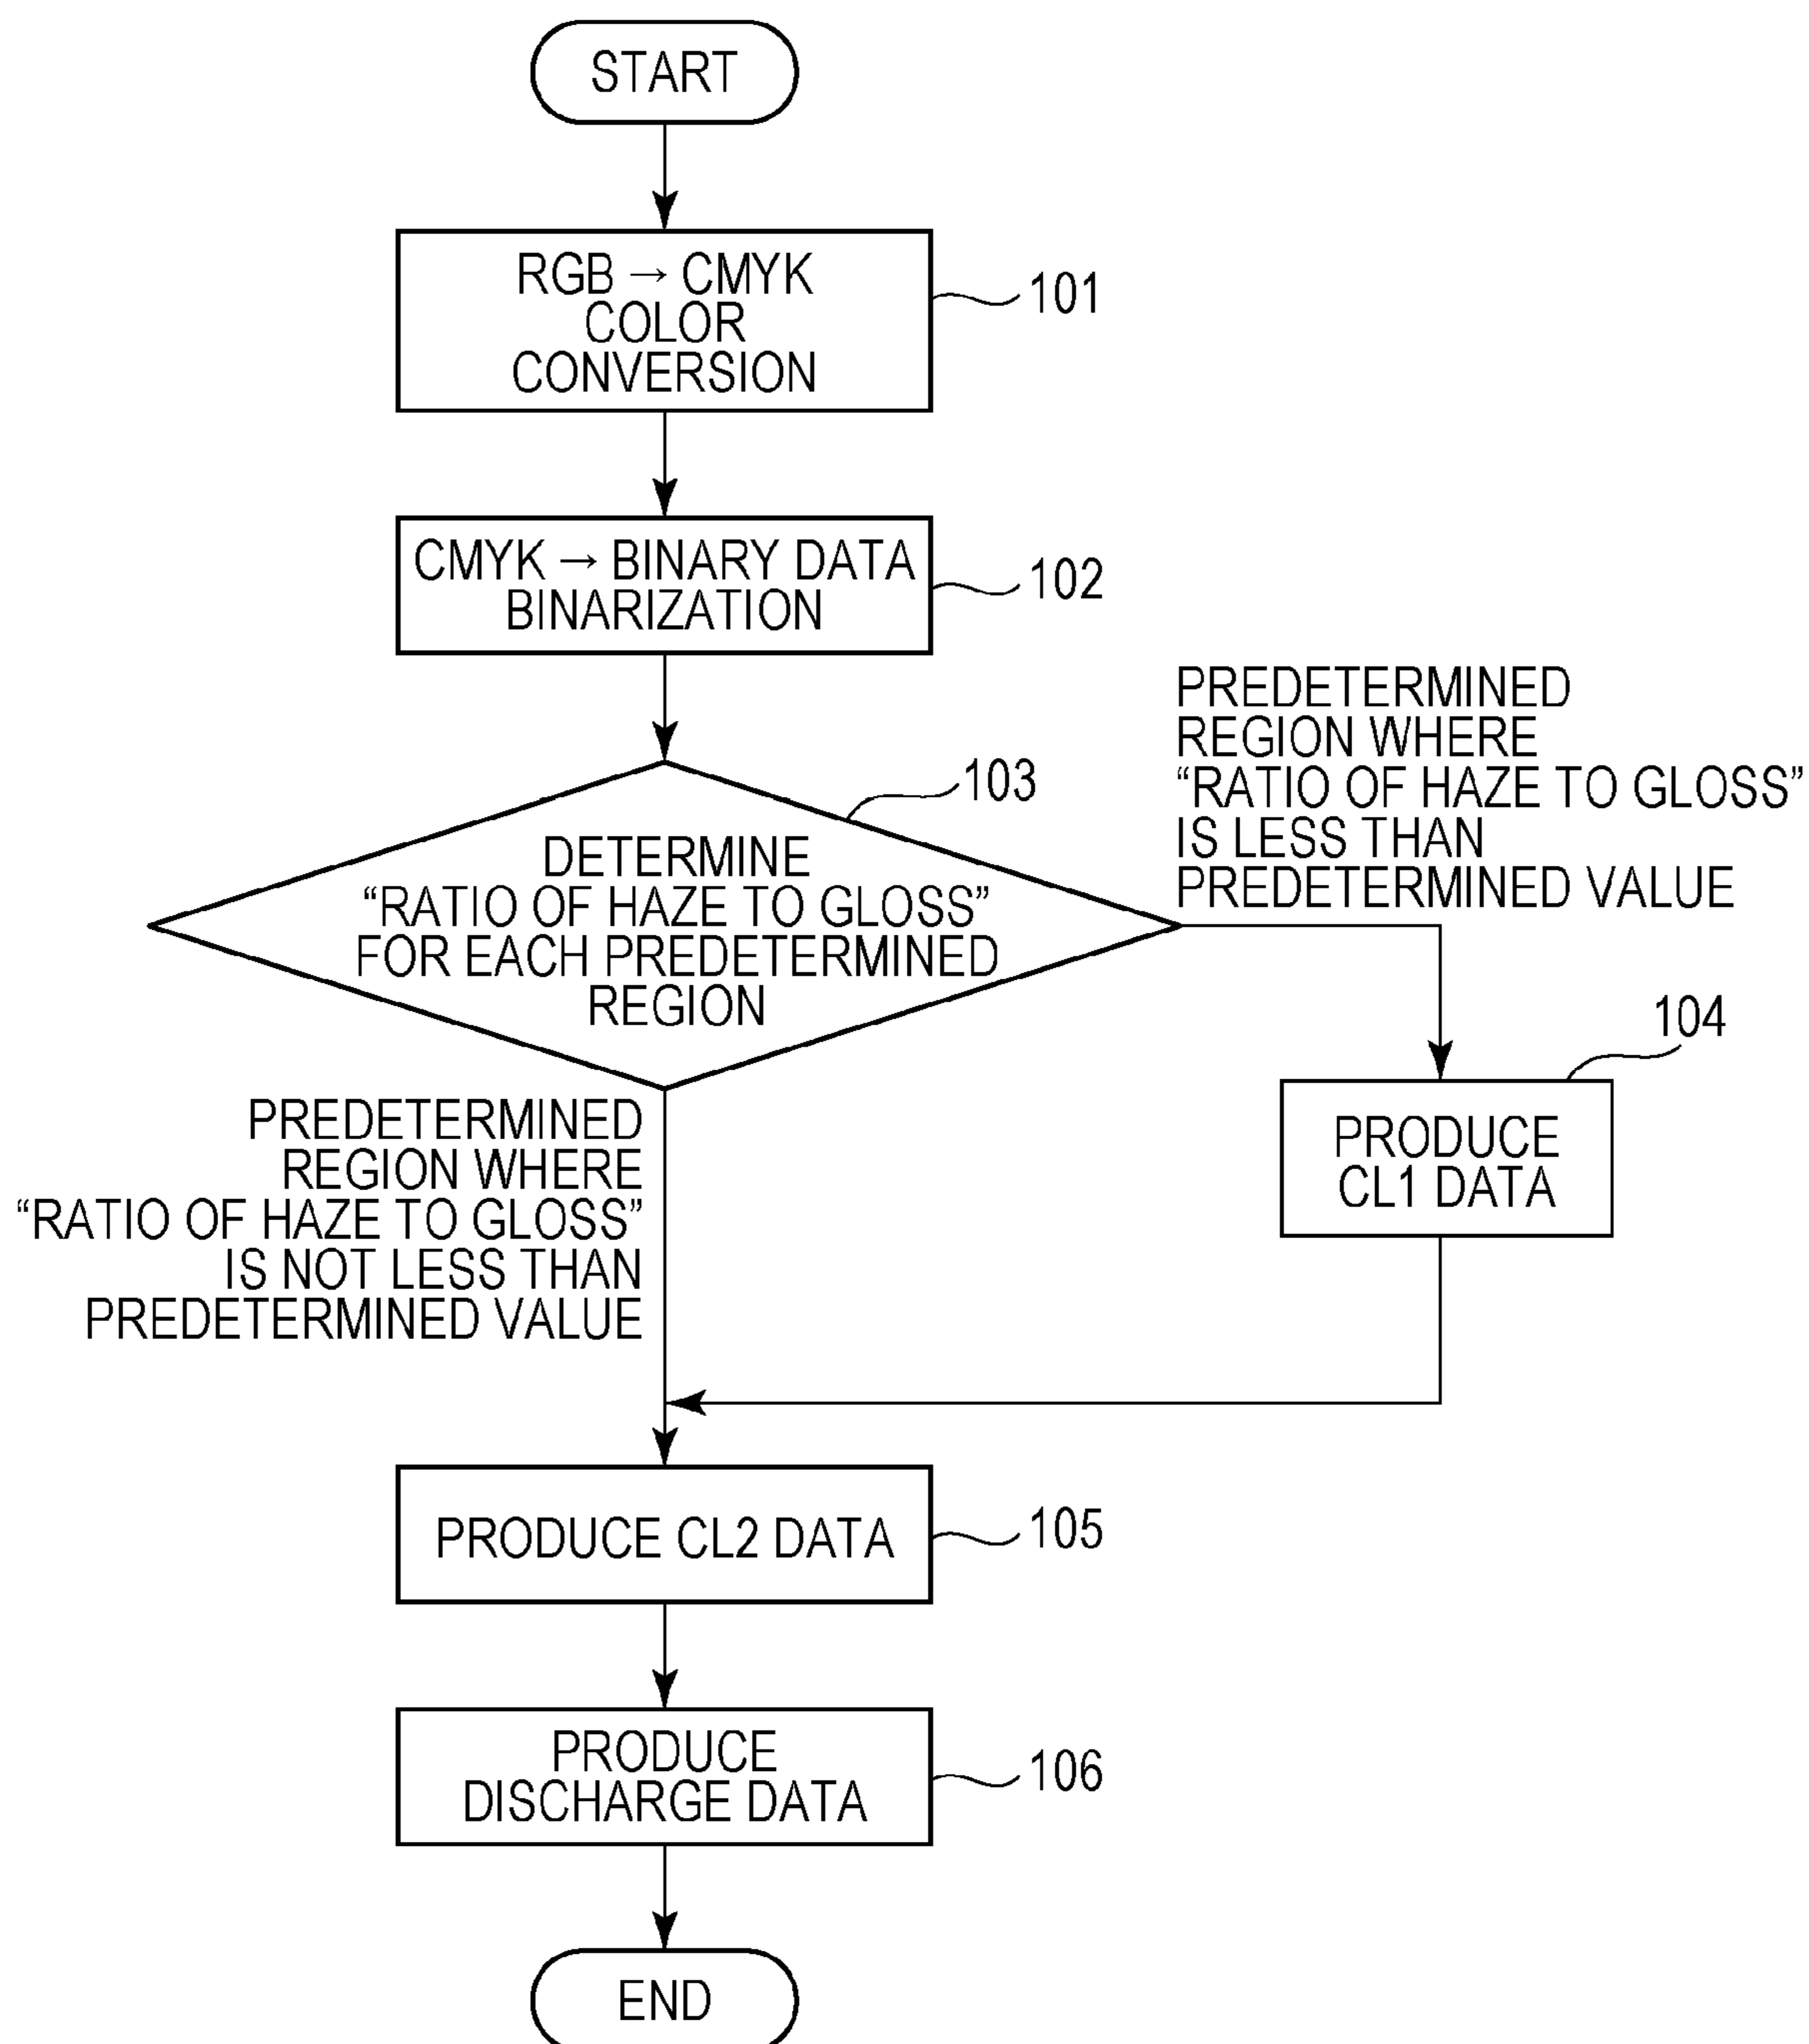 START
RGB → CMYK
COLOR
CONVERSION
101
CMYK → BINARY DATA
BINARIZATION
102
103
DETERMINE
“RATIO OF HAZE TO GLOSS”
FOR EACH PREDETERMINED
REGION
PREDETERMINED
REGION WHERE
“RATIO OF HAZE TO GLOSS”
IS LESS THAN
PREDETERMINED VALUE
104
PRODUCE
CL1 DATA
PREDETERMINED
REGION WHERE
“RATIO OF HAZE TO GLOSS”
IS NOT LESS THAN
PREDETERMINED VALUE
PRODUCE CL2 DATA
105
PRODUCE
DISCHARGE DATA
106
END